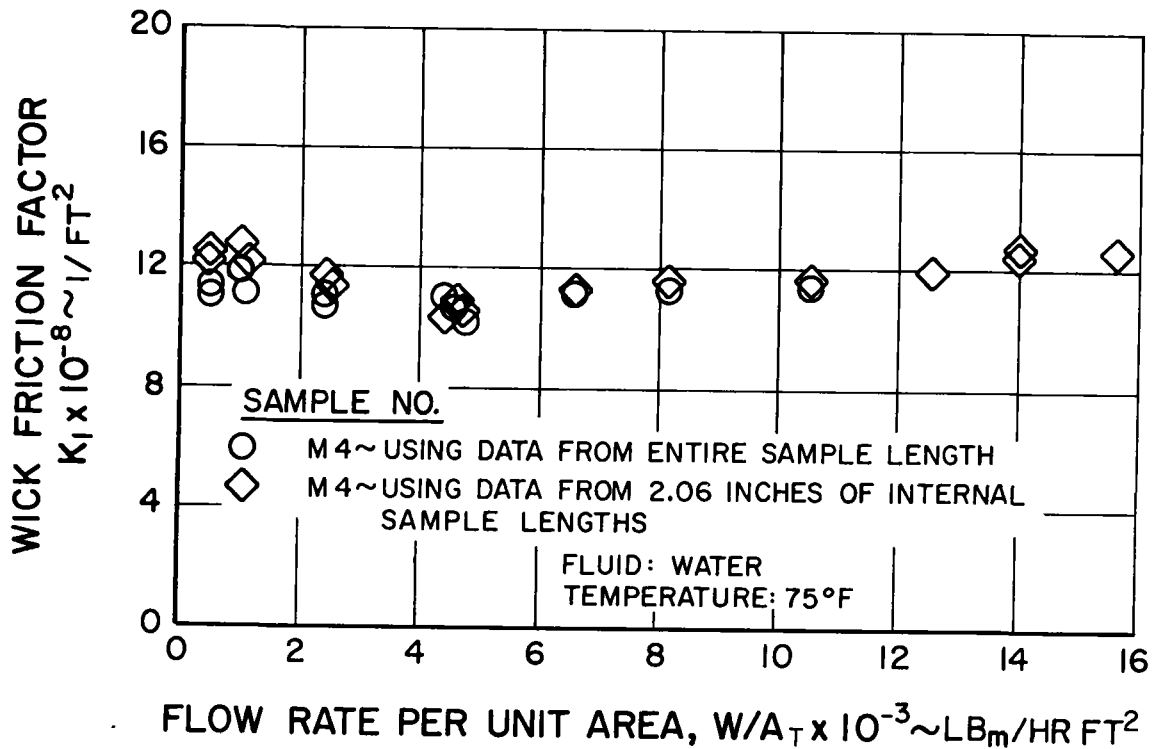 20
16
12
8
4
0
WICK FRICTION FACTOR
K₁ x 10⁻⁸ ~ 1/FT²
SAMPLE NO.
M4~USING DATA FROM ENTIRE SAMPLE LENGTH
M4~USING DATA FROM 2.06 INCHES OF INTERNAL
SAMPLE LENGTHS
FLUID: WATER
TEMPERATURE: 75°F
0 2 4 6 8 10 12 14 16
FLOW RATE PER UNIT AREA, W/A_T x 10⁻³~LBₘ/HR FT²